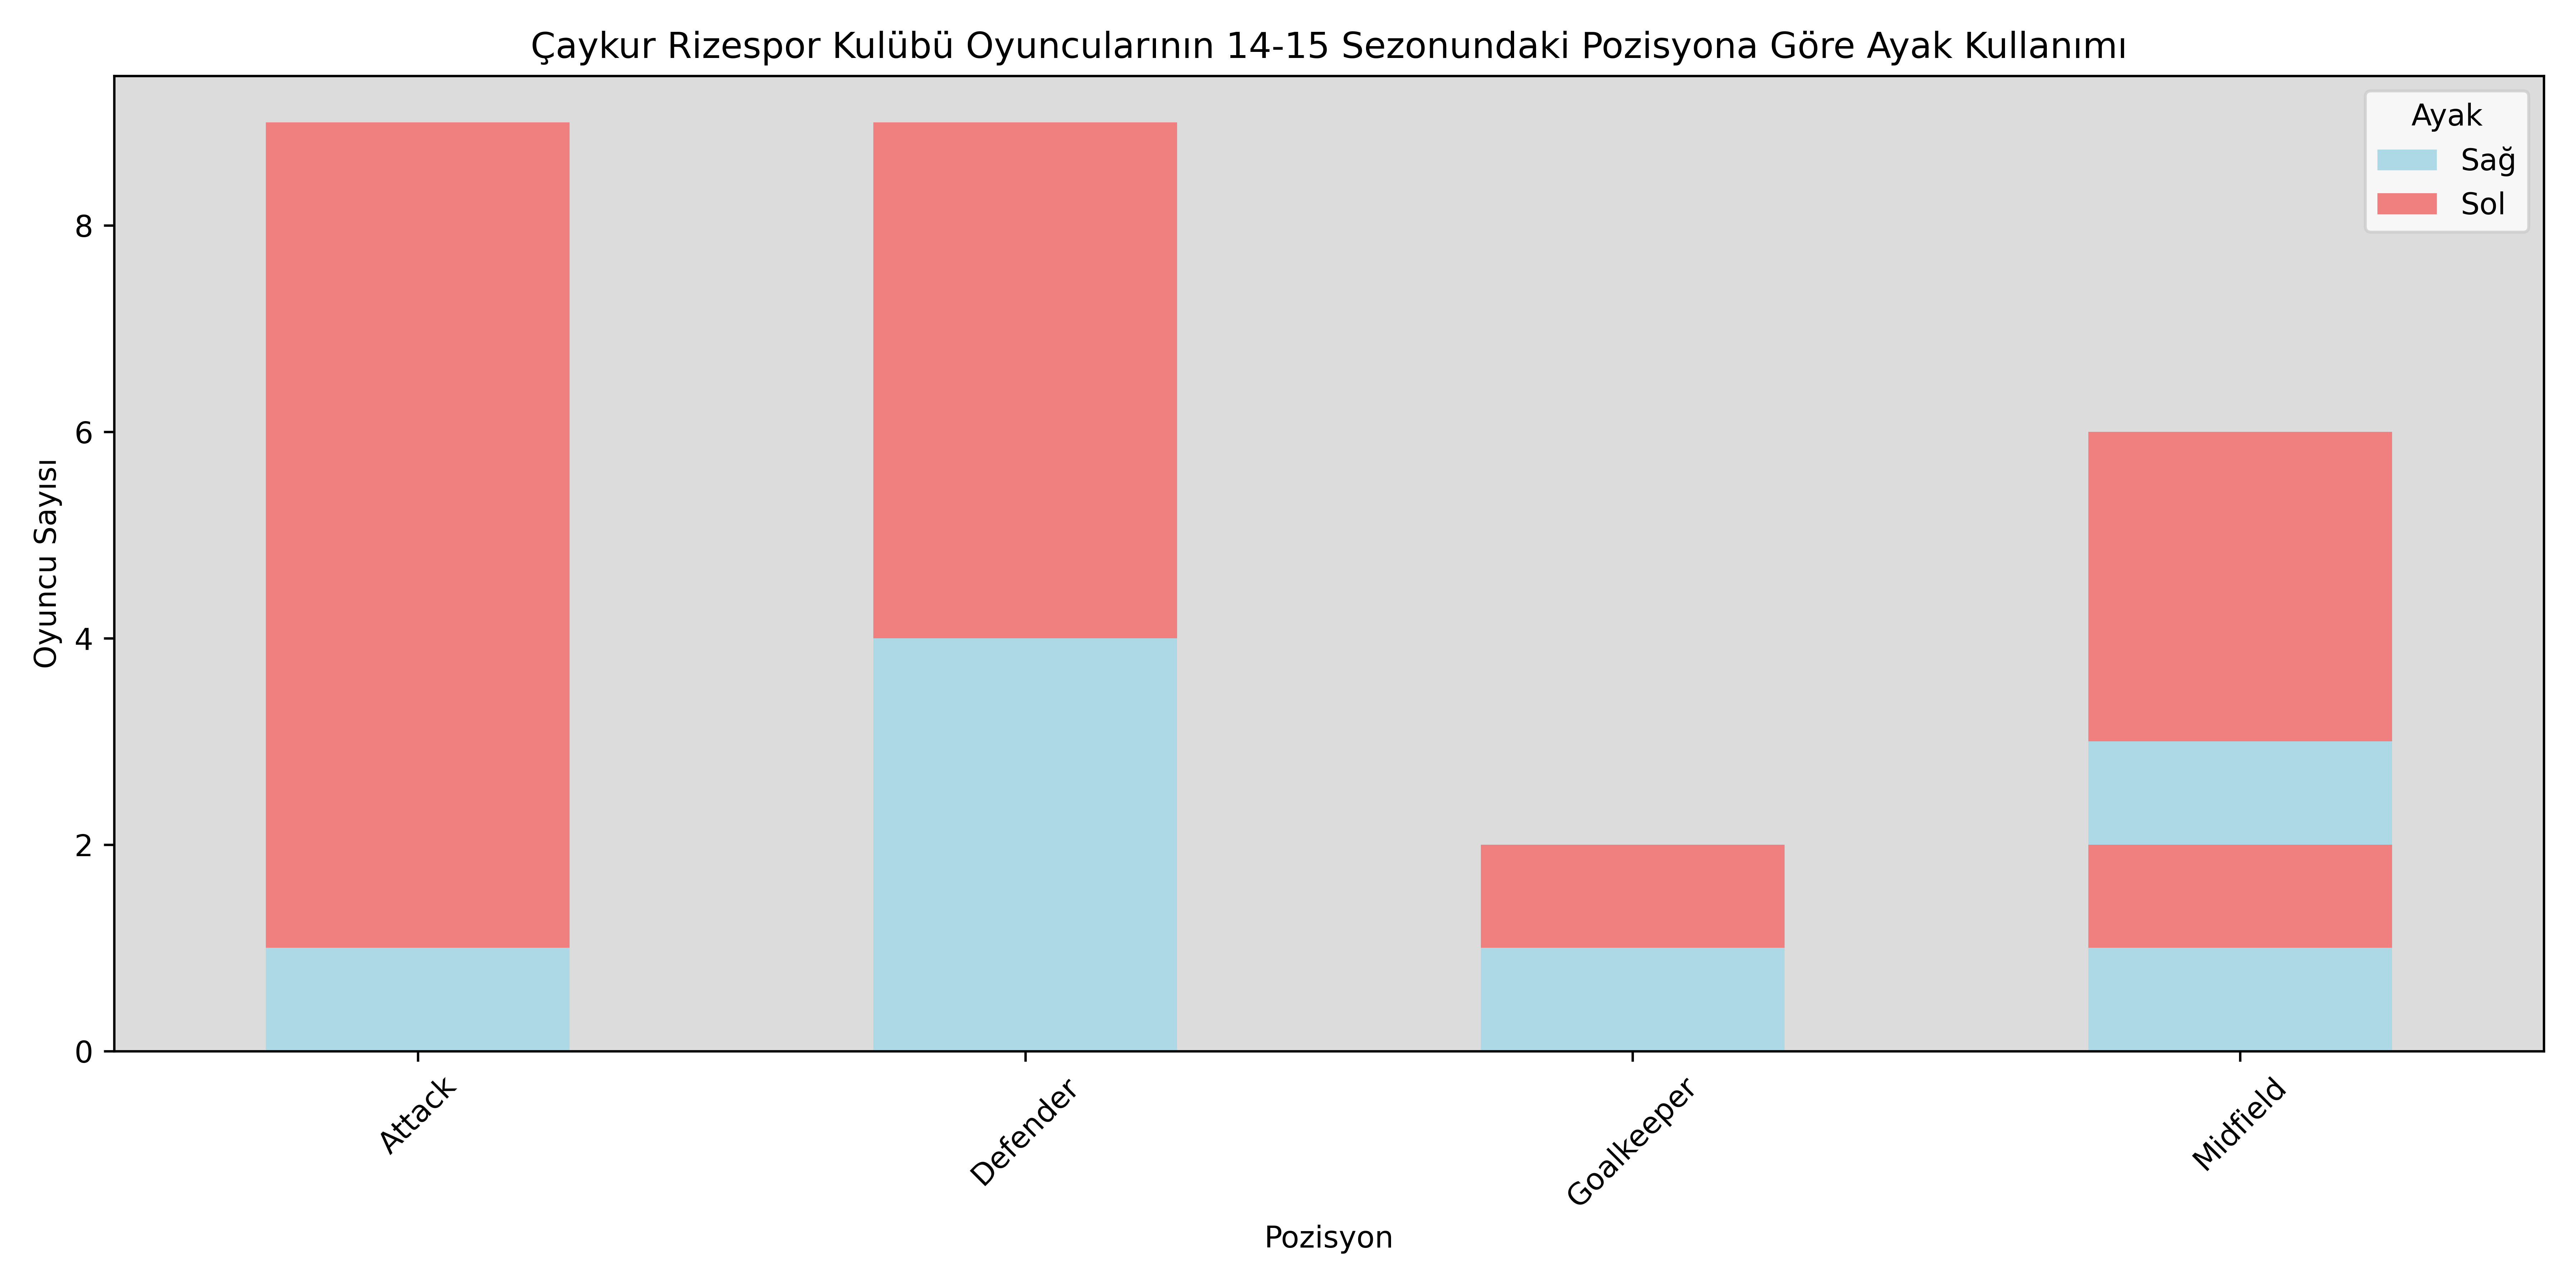 Çaykur Rizespor Kulübü Oyuncularının 14-15 Sezonundaki Pozisyona Göre Ayak Kullanımı
Ayak
Sağ
Sol
Oyuncu Sayısı
8
6
4
2
0
Attack
Defender
Goalkeeper
Midfield
Pozisyon